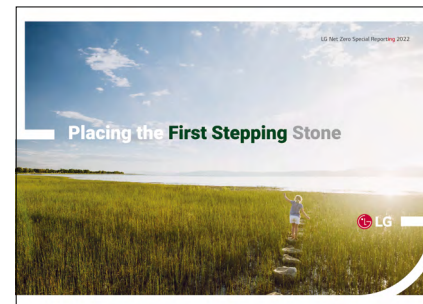 LG Net Zero Special Reporting 2022
Placing the First Stepping Stone
LG